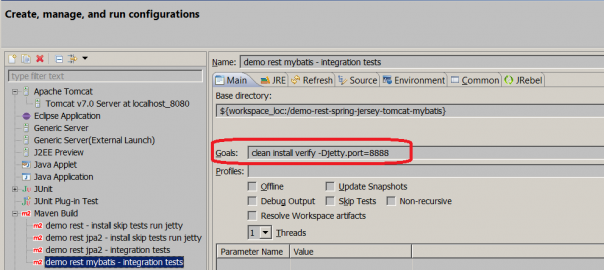 Create, manage, and run configurations
type filter text
Apache Tomcat
Tomcat v7.0 Server at localhost_8080
Eclipse Application
Generic Server
Generic Server(External Launch)
J2EE Preview
Java Applet
Java Application
JUnit
JUnit Plug-in Test
Maven Build
m2 demo rest - install skip tests run jetty
m2 demo rest jpa2 - install skip tests run jetty
m2 demo rest jpa2 - integration tests
m2 demo rest mybatis - integration tests
Name: demo rest mybatis - integration tests
Main JRE Refresh Source Environment Common JRebel
Base directory:
${workspace_loc:/demo-rest-spring-jersey-tomcat-mybatis}
Goals: clean install verify -Djetty.port=8888
Profiles:
Offline Update Snapshots
Debug Output Skip Tests Non-recursive
Resolve Workspace artifacts
1 Threads
Parameter Name Value